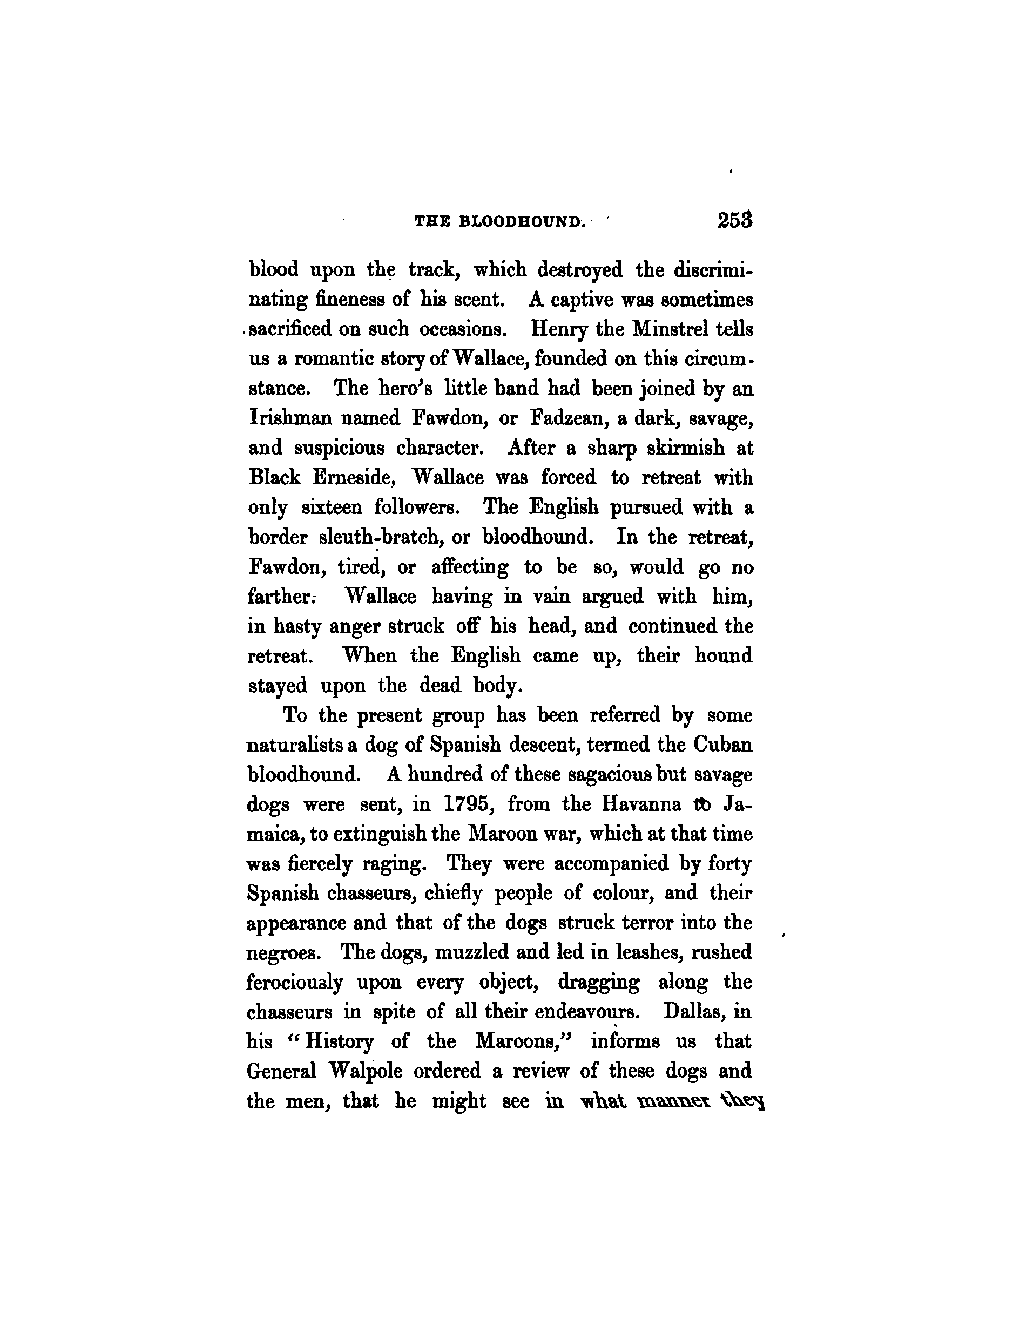 THE BLOODHOUND. 253
blood upon the track, which destroyed the discrimi-
nating fineness of his scent. A captive was sometimes
sacrificed on such occasions. Henry the Minstrel tells
us a romantic story of Wallace, founded on this circum-
stance. The hero's little band had been joined by an
Irishman named Fawdon, or Fadzean, a dark, savage,
and suspicious character. After a sharp skirmish at
Black Erneside, Wallace was forced to retreat with
only sixteen followers. The English pursued with a
border sleuth-bratch, or bloodhound. In the retreat,
Fawdon, tired, or affecting to be so, would go no
farther. Wallace having in vain argued with him,
in hasty anger struck off his head, and continued the
retreat. When the English came up, their hound
stayed upon the dead body.
To the present group has been referred by some
naturalists a dog of Spanish descent, termed the Cuban
bloodhound. A hundred of these sagacious but savage
dogs were sent, in 1795, from the Havanna to Ja-
maica, to extinguish the Maroon war, which at that time
was fiercely raging. They were accompanied by forty
Spanish chasseurs, chiefly people of colour, and their
appearance and that of the dogs struck terror into the
negroes. The dogs, muzzled and led in leashes, rushed
ferociously upon every object, dragging along the
chasseurs in spite of all their endeavours. Dallas, in
his "History of the Maroons," informs us that
General Walpole ordered a review of these dogs and
the men, that he might see in what manner they